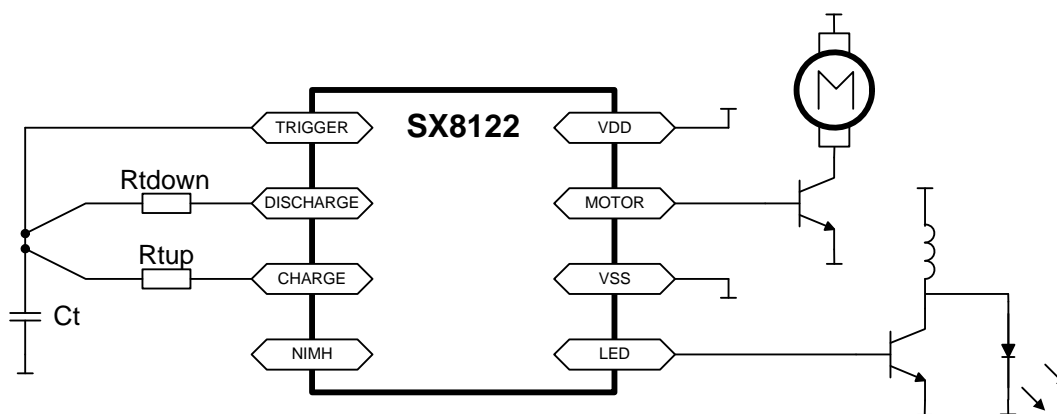 SX8122
TRIGGER
VDD
Rtdown
DISCHARGE
MOTOR
M
Rtup
CHARGE
VSS
Ct
NIMH
LED